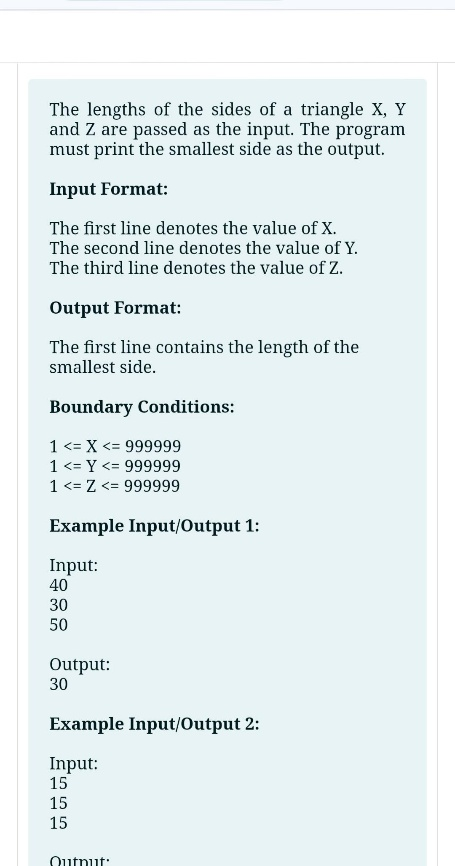 The lengths of the sides of a triangle X, Y
and Z are passed as the input. The program
must print the smallest side as the output.
Input Format:
The first line denotes the value of X.
The second line denotes the value of Y.
The third line denotes the value of Z.
Output Format:
The first line contains the length of the
smallest side.
Boundary Conditions:
1 <= X <= 999999
1 <= Y <= 999999
1 <= Z <= 999999
Example Input/Output 1:
Input:
40
30
50
Output:
30
Example Input/Output 2:
Input:
15
15
15
Output: